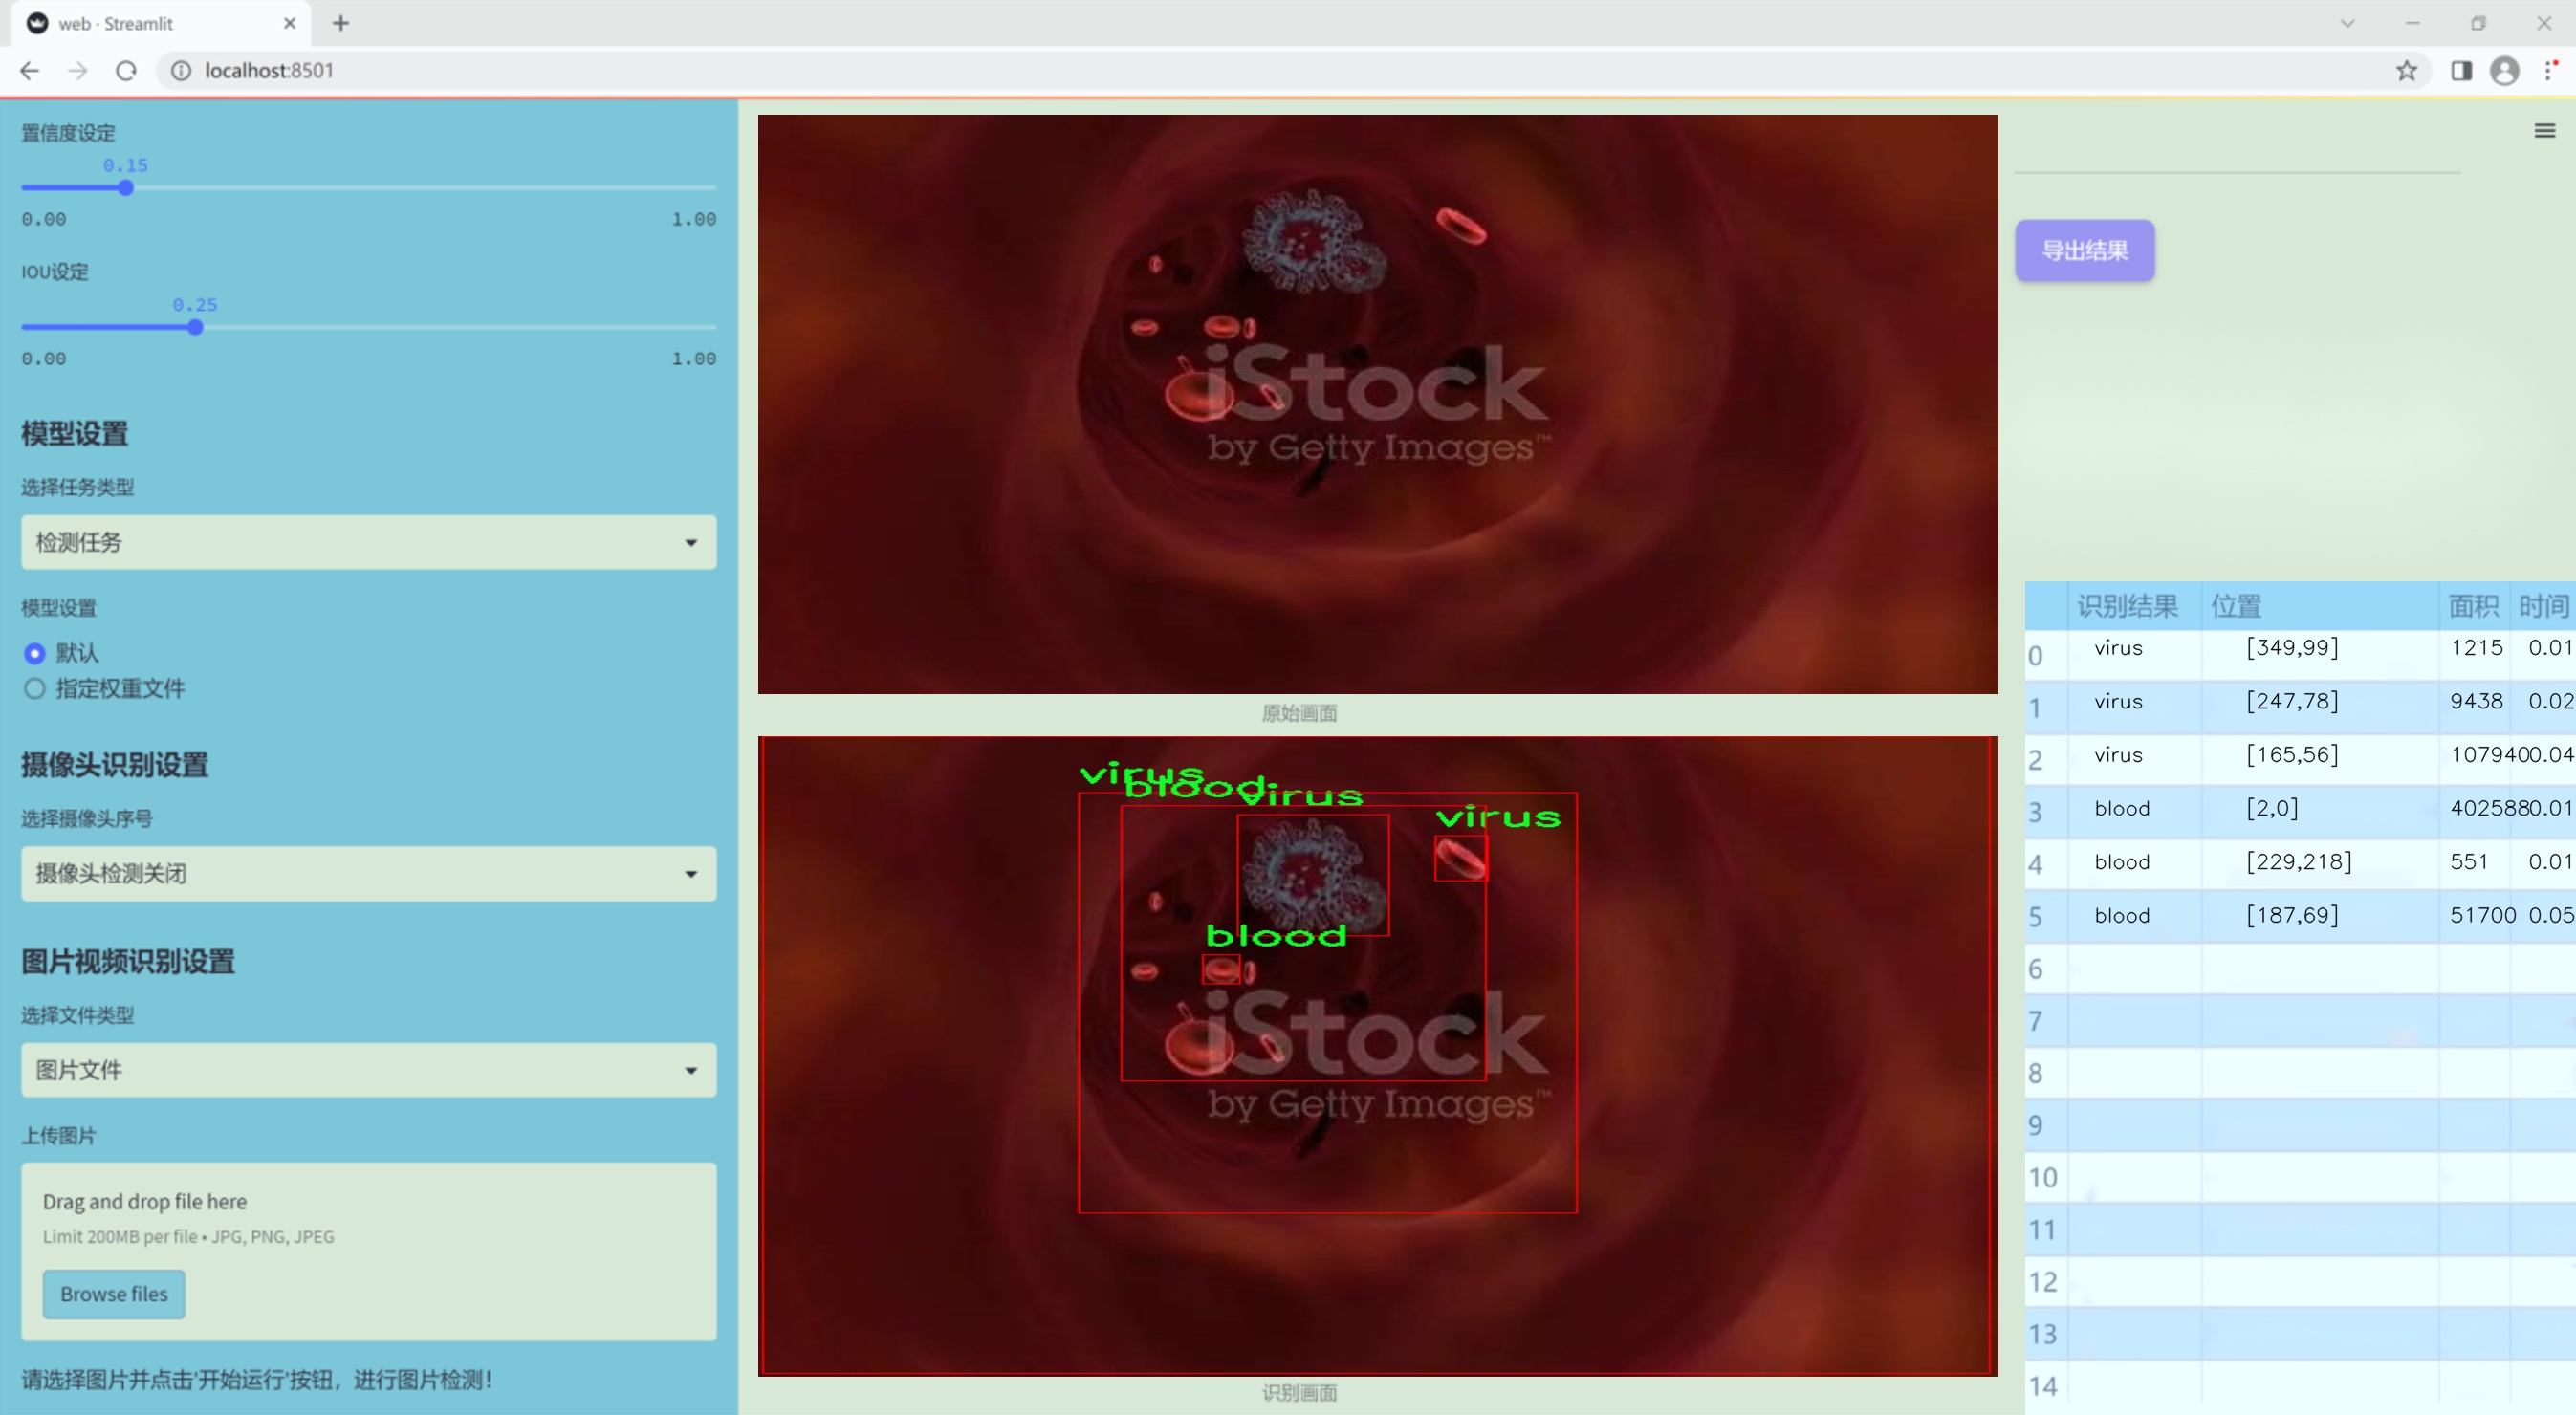 web · Streamlit
localhost:8501
置信度设定
0.15
0.00 1.00
IOU设定
0.25
0.00 1.00
模型设置
选择任务类型
检测任务
模型设置
默认
指定权重文件
摄像头识别设置
选择摄像头序号
摄像头检测关闭
图片视频识别设置
选择文件类型
图片文件
上传图片
Drag and drop file here
Limit 200MB per file • JPG, PNG, JPEG
Browse files
请选择图片并点击'开始运行'按钮，进行图片检测！
iStock
by Getty Images™
原始画面
virus
blood
virus
virus
blood
iStock
by Getty Images™
识别画面
导出结果
识别结果 位置 面积 时间
0 virus [349,99] 1215 0.01
1 virus [247,78] 9438 0.02
2 virus [165,56] 107940 0.04
3 blood [2,0] 402588 0.01
4 blood [229,218] 551 0.01
5 blood [187,69] 51700 0.05
6
7
8
9
10
11
12
13
14